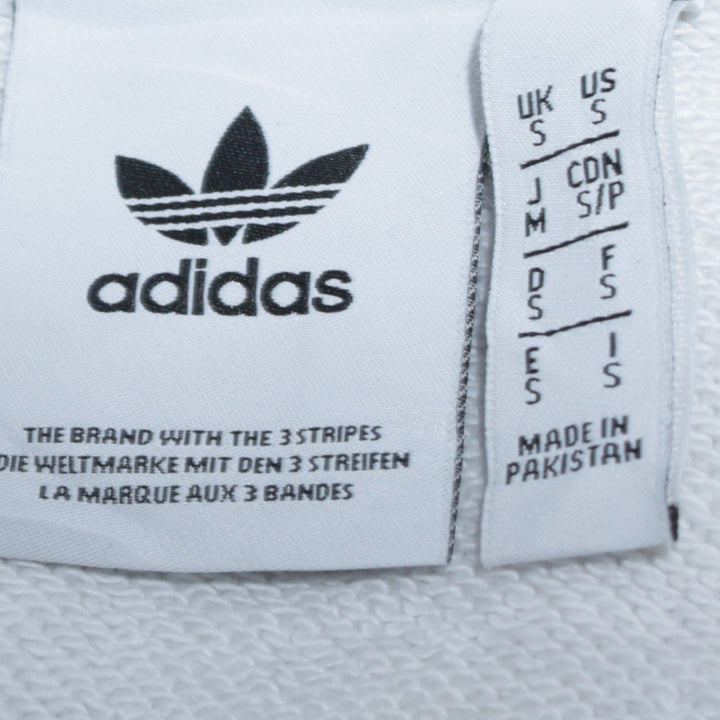 adidas
THE BRAND WITH THE 3 STRIPES
DIE WELTMARKE MIT DEN 3 STREIFEN
LA MARQUE AUX 3 BANDES
UK US
S S
J CDN
M S/P
D F
S S
E I
S S
MADE IN
PAKISTAN